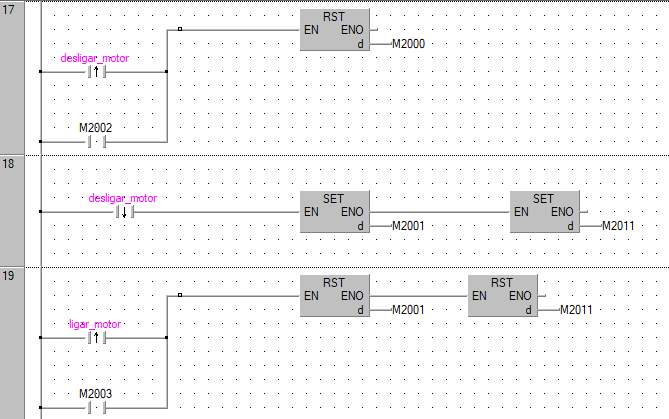 17
RST
EN ENO
d M2000
desligar_motor
M2002
18
desligar_motor
SET SET
EN ENO EN ENO
d M2001 d M2011
19
RST RST
EN ENO EN ENO
d M2001 d M2011
ligar_motor
M2003